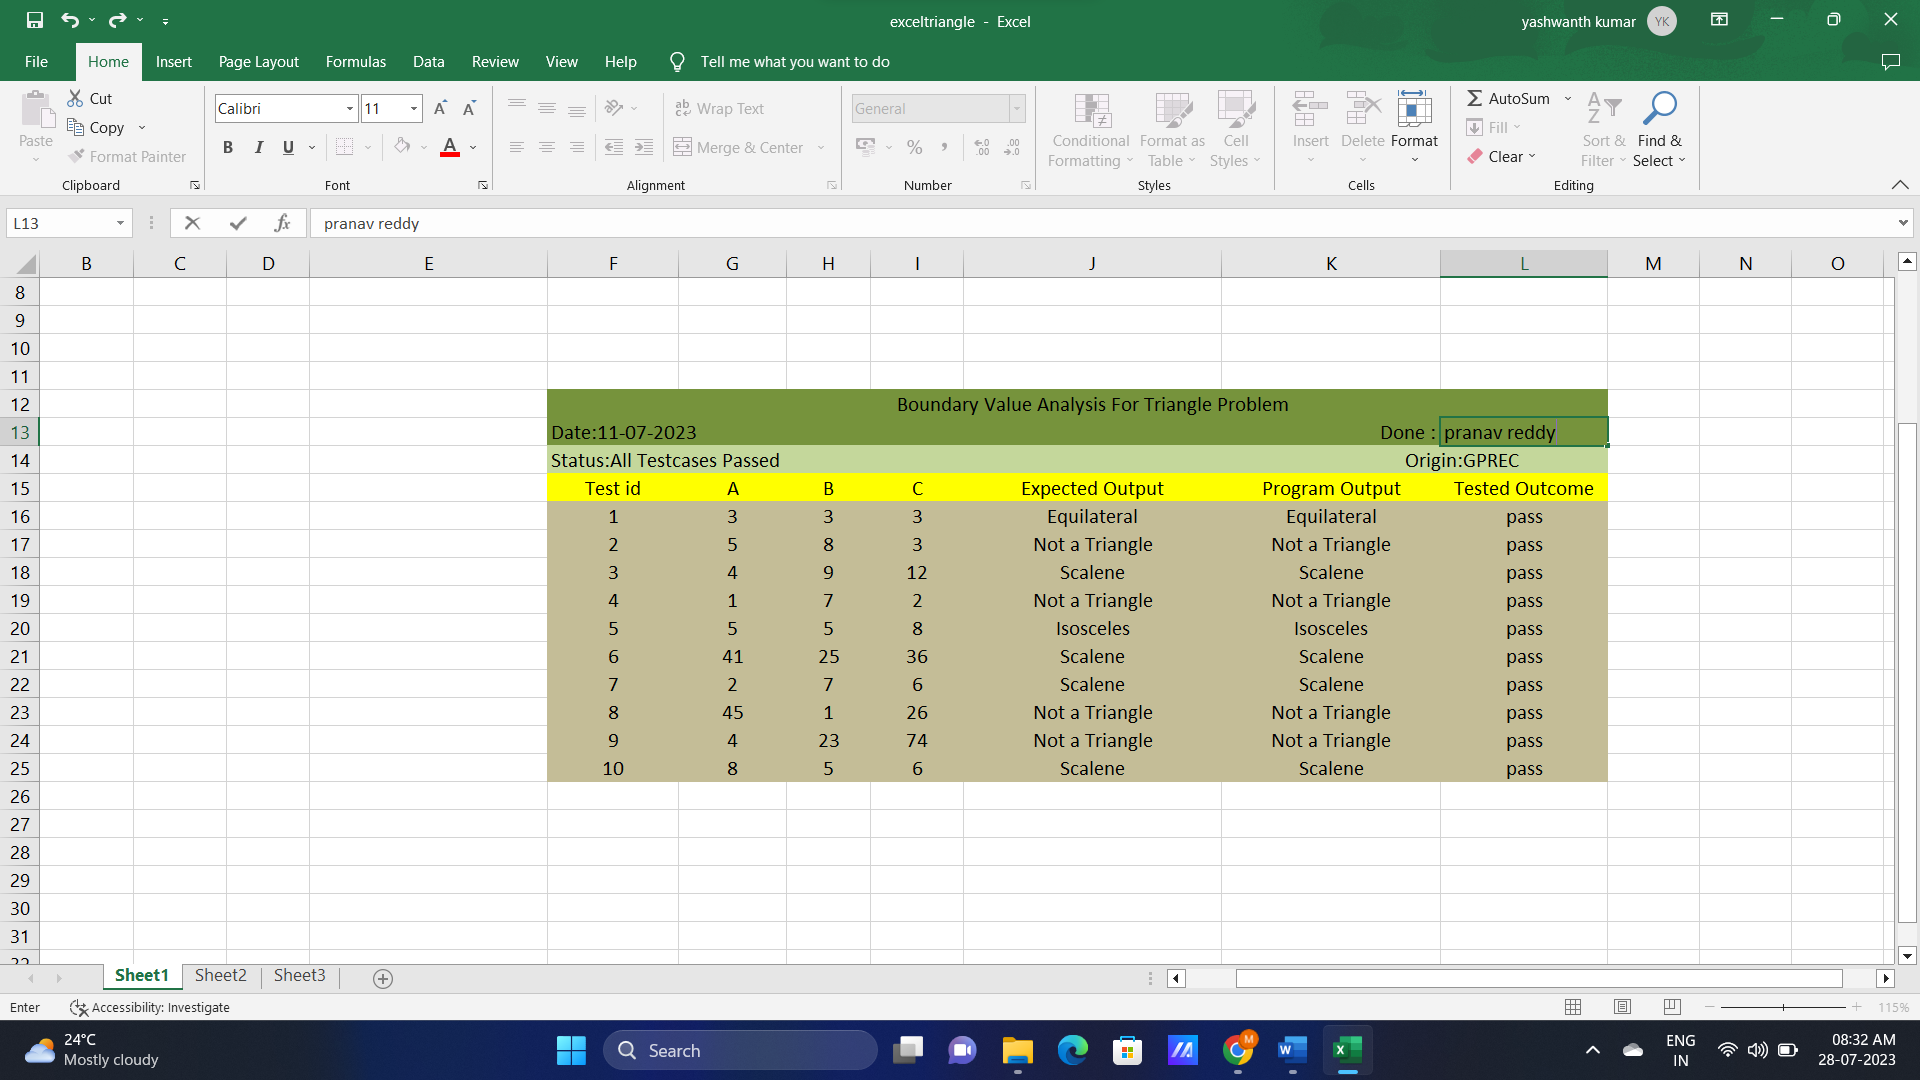 exceltriangle - Excel
yashwanth kumar YK
File Home Insert Page Layout Formulas Data Review View Help Tell me what you want to do
Paste
Cut
Copy
Format Painter
Clipboard
Calibri 11
B I U
Font
ab Wrap Text
Merge & Center
Alignment
General
% ,
Number
Conditional Formatting
Format as Table
Cell Styles
Styles
Insert Delete Format
Cells
AutoSum
Fill
Clear
Sort & Filter
Find & Select
Editing
L13 fx pranav reddy
B C D E F G H I J K L M N O
8
9
10
11
12 Boundary Value Analysis For Triangle Problem
13 Date:11-07-2023 Done : pranav reddy
14 Status:All Testcases Passed Origin:GPREC
15 Test id A B C Expected Output Program Output Tested Outcome
16 1 3 3 3 Equilateral Equilateral pass
17 2 5 8 3 Not a Triangle Not a Triangle pass
18 3 4 9 12 Scalene Scalene pass
19 4 1 7 2 Not a Triangle Not a Triangle pass
20 5 5 5 8 Isosceles Isosceles pass
21 6 41 25 36 Scalene Scalene pass
22 7 2 7 6 Scalene Scalene pass
23 8 45 1 26 Not a Triangle Not a Triangle pass
24 9 4 23 74 Not a Triangle Not a Triangle pass
25 10 8 5 6 Scalene Scalene pass
26
27
28
29
30
31
Sheet1 Sheet2 Sheet3
Enter Accessibility: Investigate 115%
24°C
Mostly cloudy
Search
ENG
IN
08:32 AM
28-07-2023